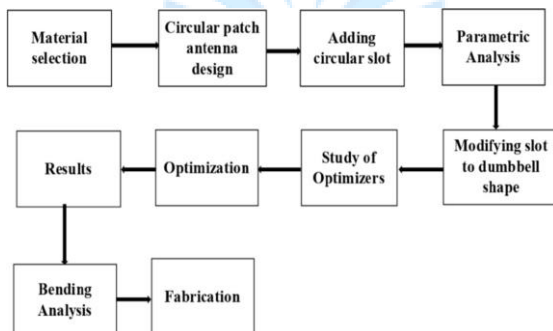 Material
selection
Circular patch
antenna
design
Adding
circular slot
Parametric
Analysis
Modifying slot
to dumbbell
shape
Study of
Optimizers
Optimization
Results
Bending
Analysis
Fabrication